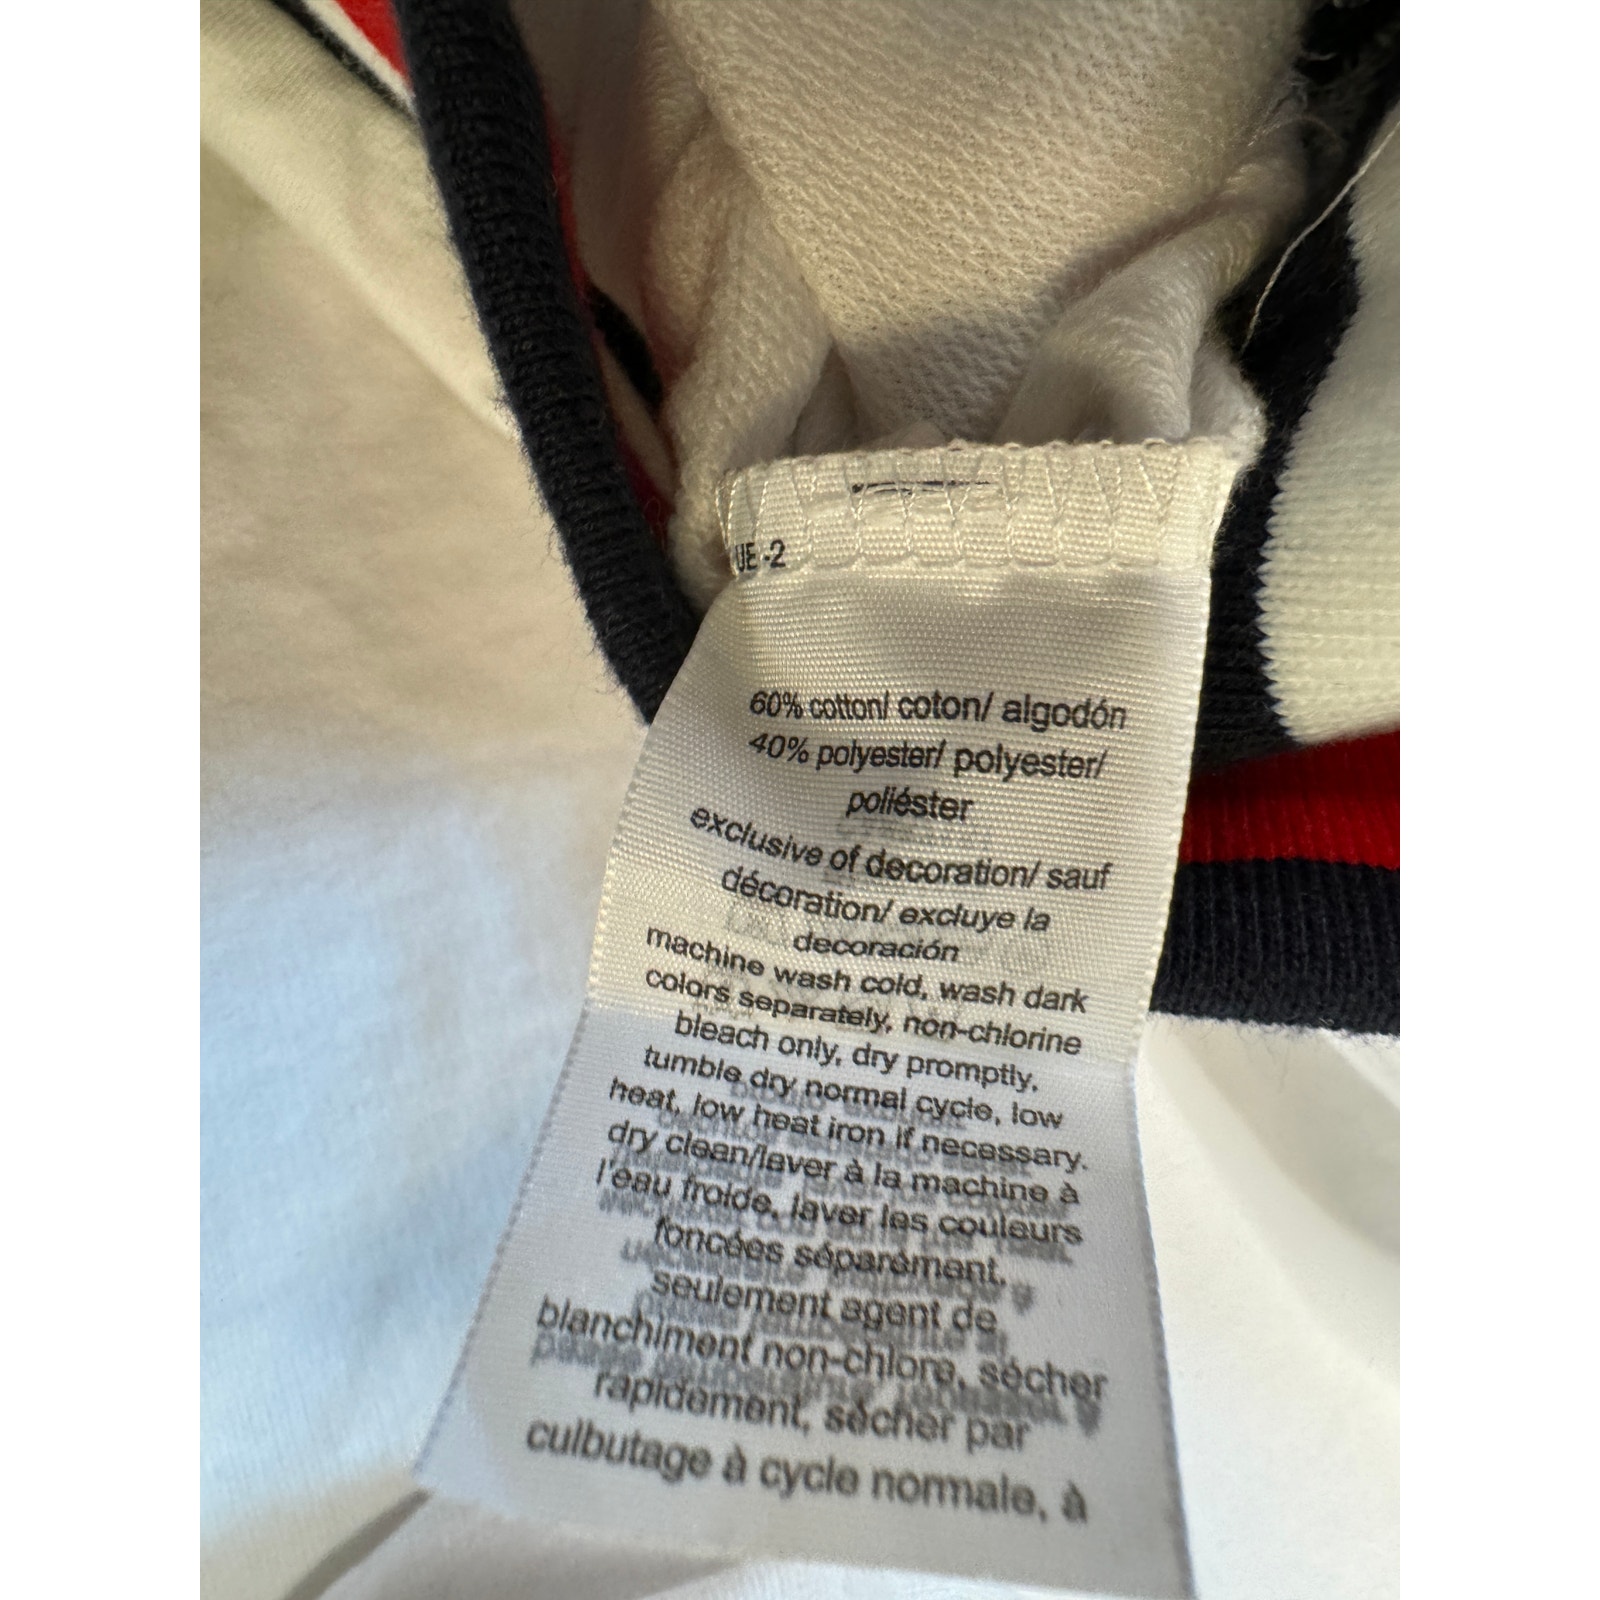 UE -2
60% cotton/ coton/ algodón
40% polyester/ polyester/
poliéster
exclusive of decoration/ sauf
décoration/ excluye la
decoración
machine wash cold, wash dark
colors separately, non-chlorine
bleach only, dry promptly,
tumble dry normal cycle, low
heat, low heat iron if necessary.
dry clean/laver à la machine à
l'eau froide, laver les couleurs
foncées séparément,
seulement agent de
blanchiment non-chlore, sécher
rapidement, sécher par
culbutage à cycle normale, à